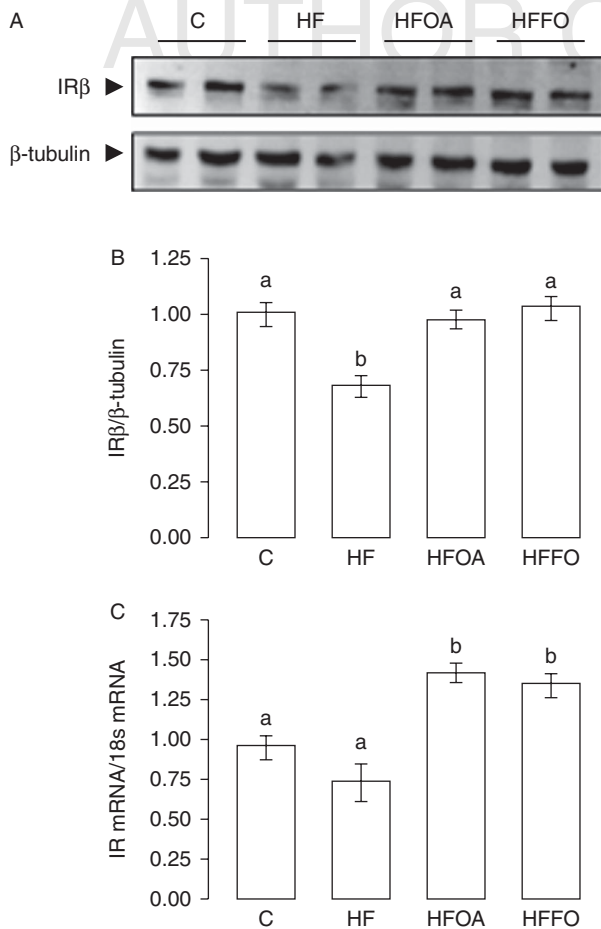 AUTHOR C
A
C HF HFOA HFFO
IRβ
β-tubulin
B
1.25
1.00
0.75
0.50
0.25
0.00
IRβ/β-tubulin
a
b
a
a
C HF HFOA HFFO
C
1.75
1.50
1.25
1.00
0.75
0.50
0.25
0.00
IR mRNA/18s mRNA
a
a
b
b
C HF HFOA HFFO